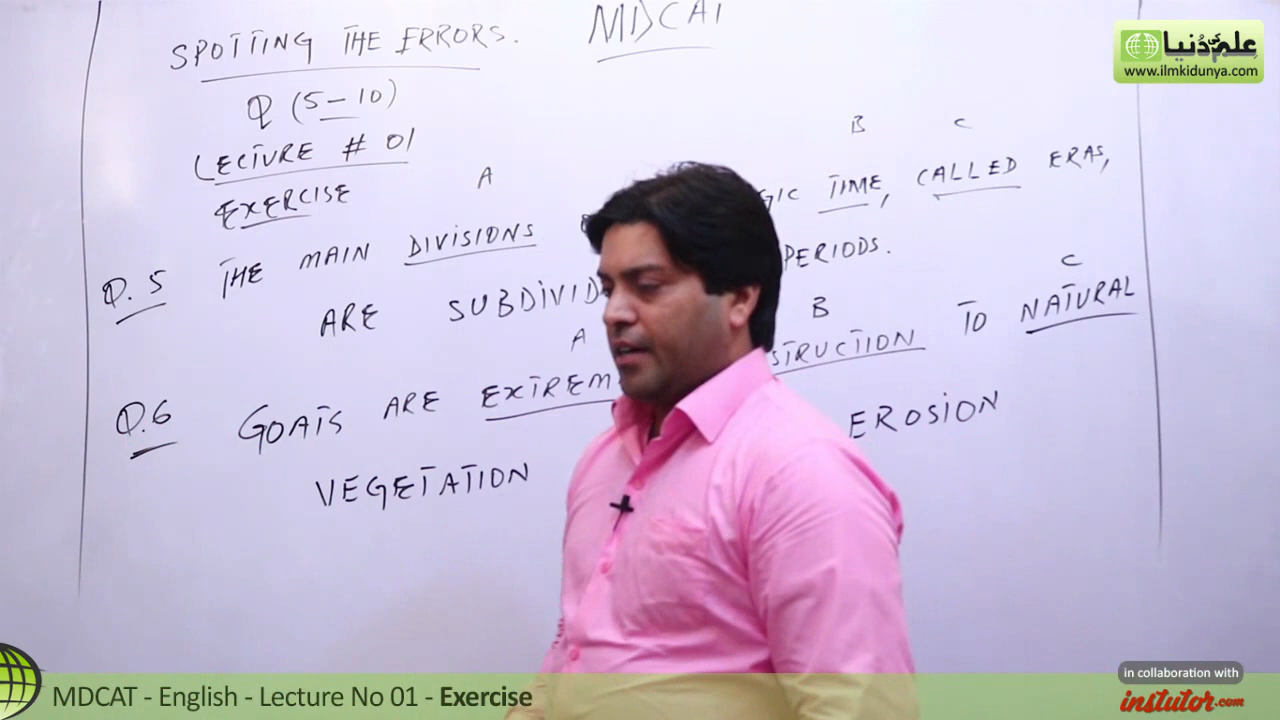 SPOTTING THE ERRORS. MDCAT
علم کی دُنیا
www.ilmkidunya.com
Q (5-10)
LECTURE # 01
EXERCISE
A B C
Q.5 THE MAIN DIVISIONS TIME, CALLED ERAS,
ARE PERIODS.
A B C
Q.6 GOATS ARE TO NATURAL
VEGETATION EROSION
in collaboration with
instutor.com
MDCAT - English - Lecture No 01 - Exercise